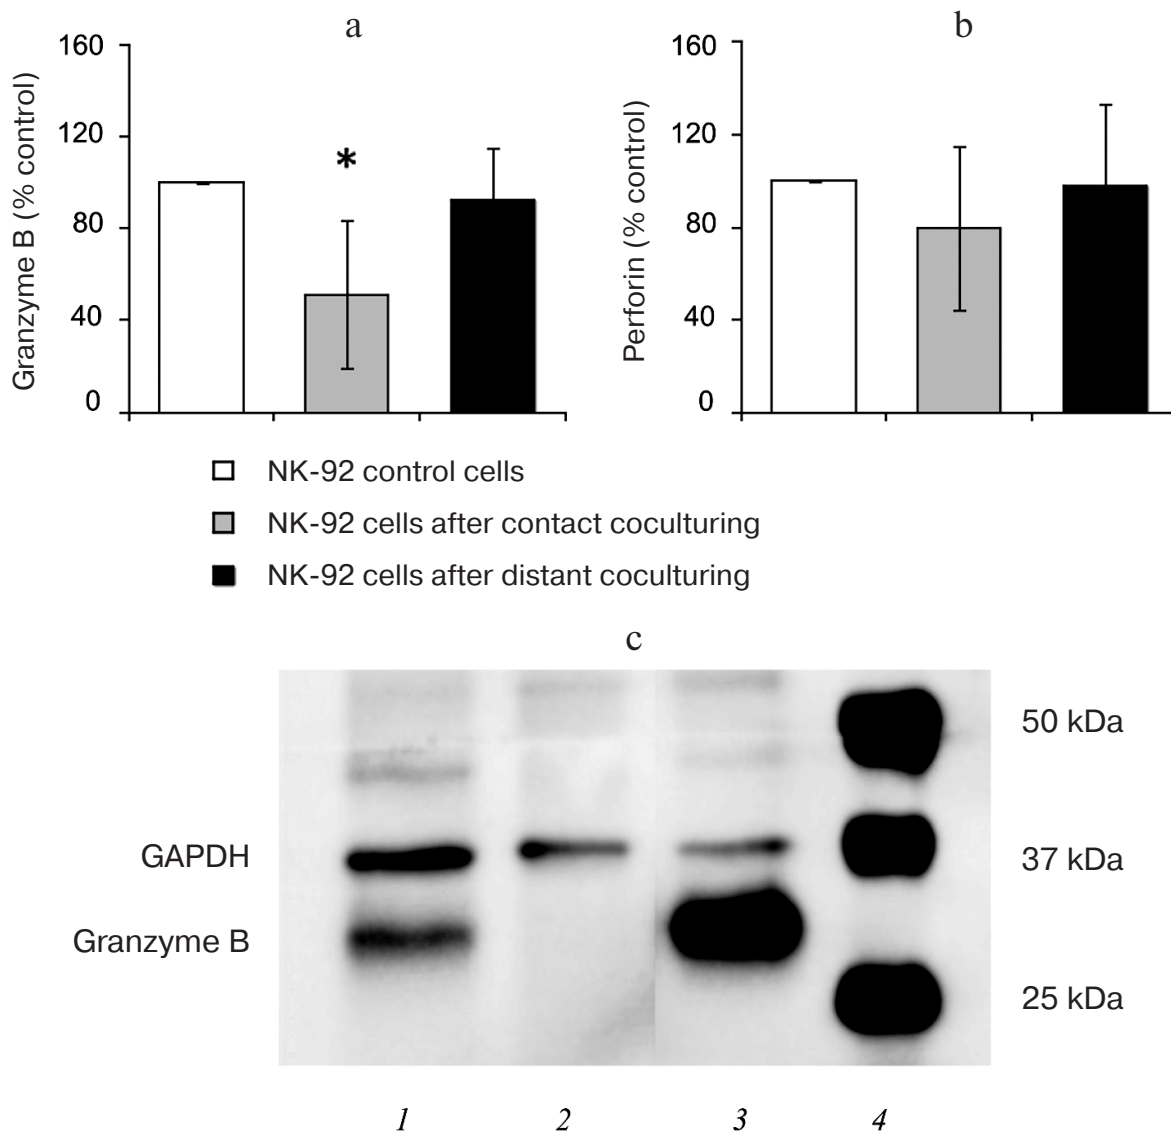 a
160
120
80
40
0
Granzyme B (% control)
*
b
160
120
80
40
0
Perforin (% control)
NK-92 control cells
NK-92 cells after contact coculturing
NK-92 cells after distant coculturing
c
50 kDa
GAPDH
37 kDa
Granzyme B
25 kDa
1 2 3 4